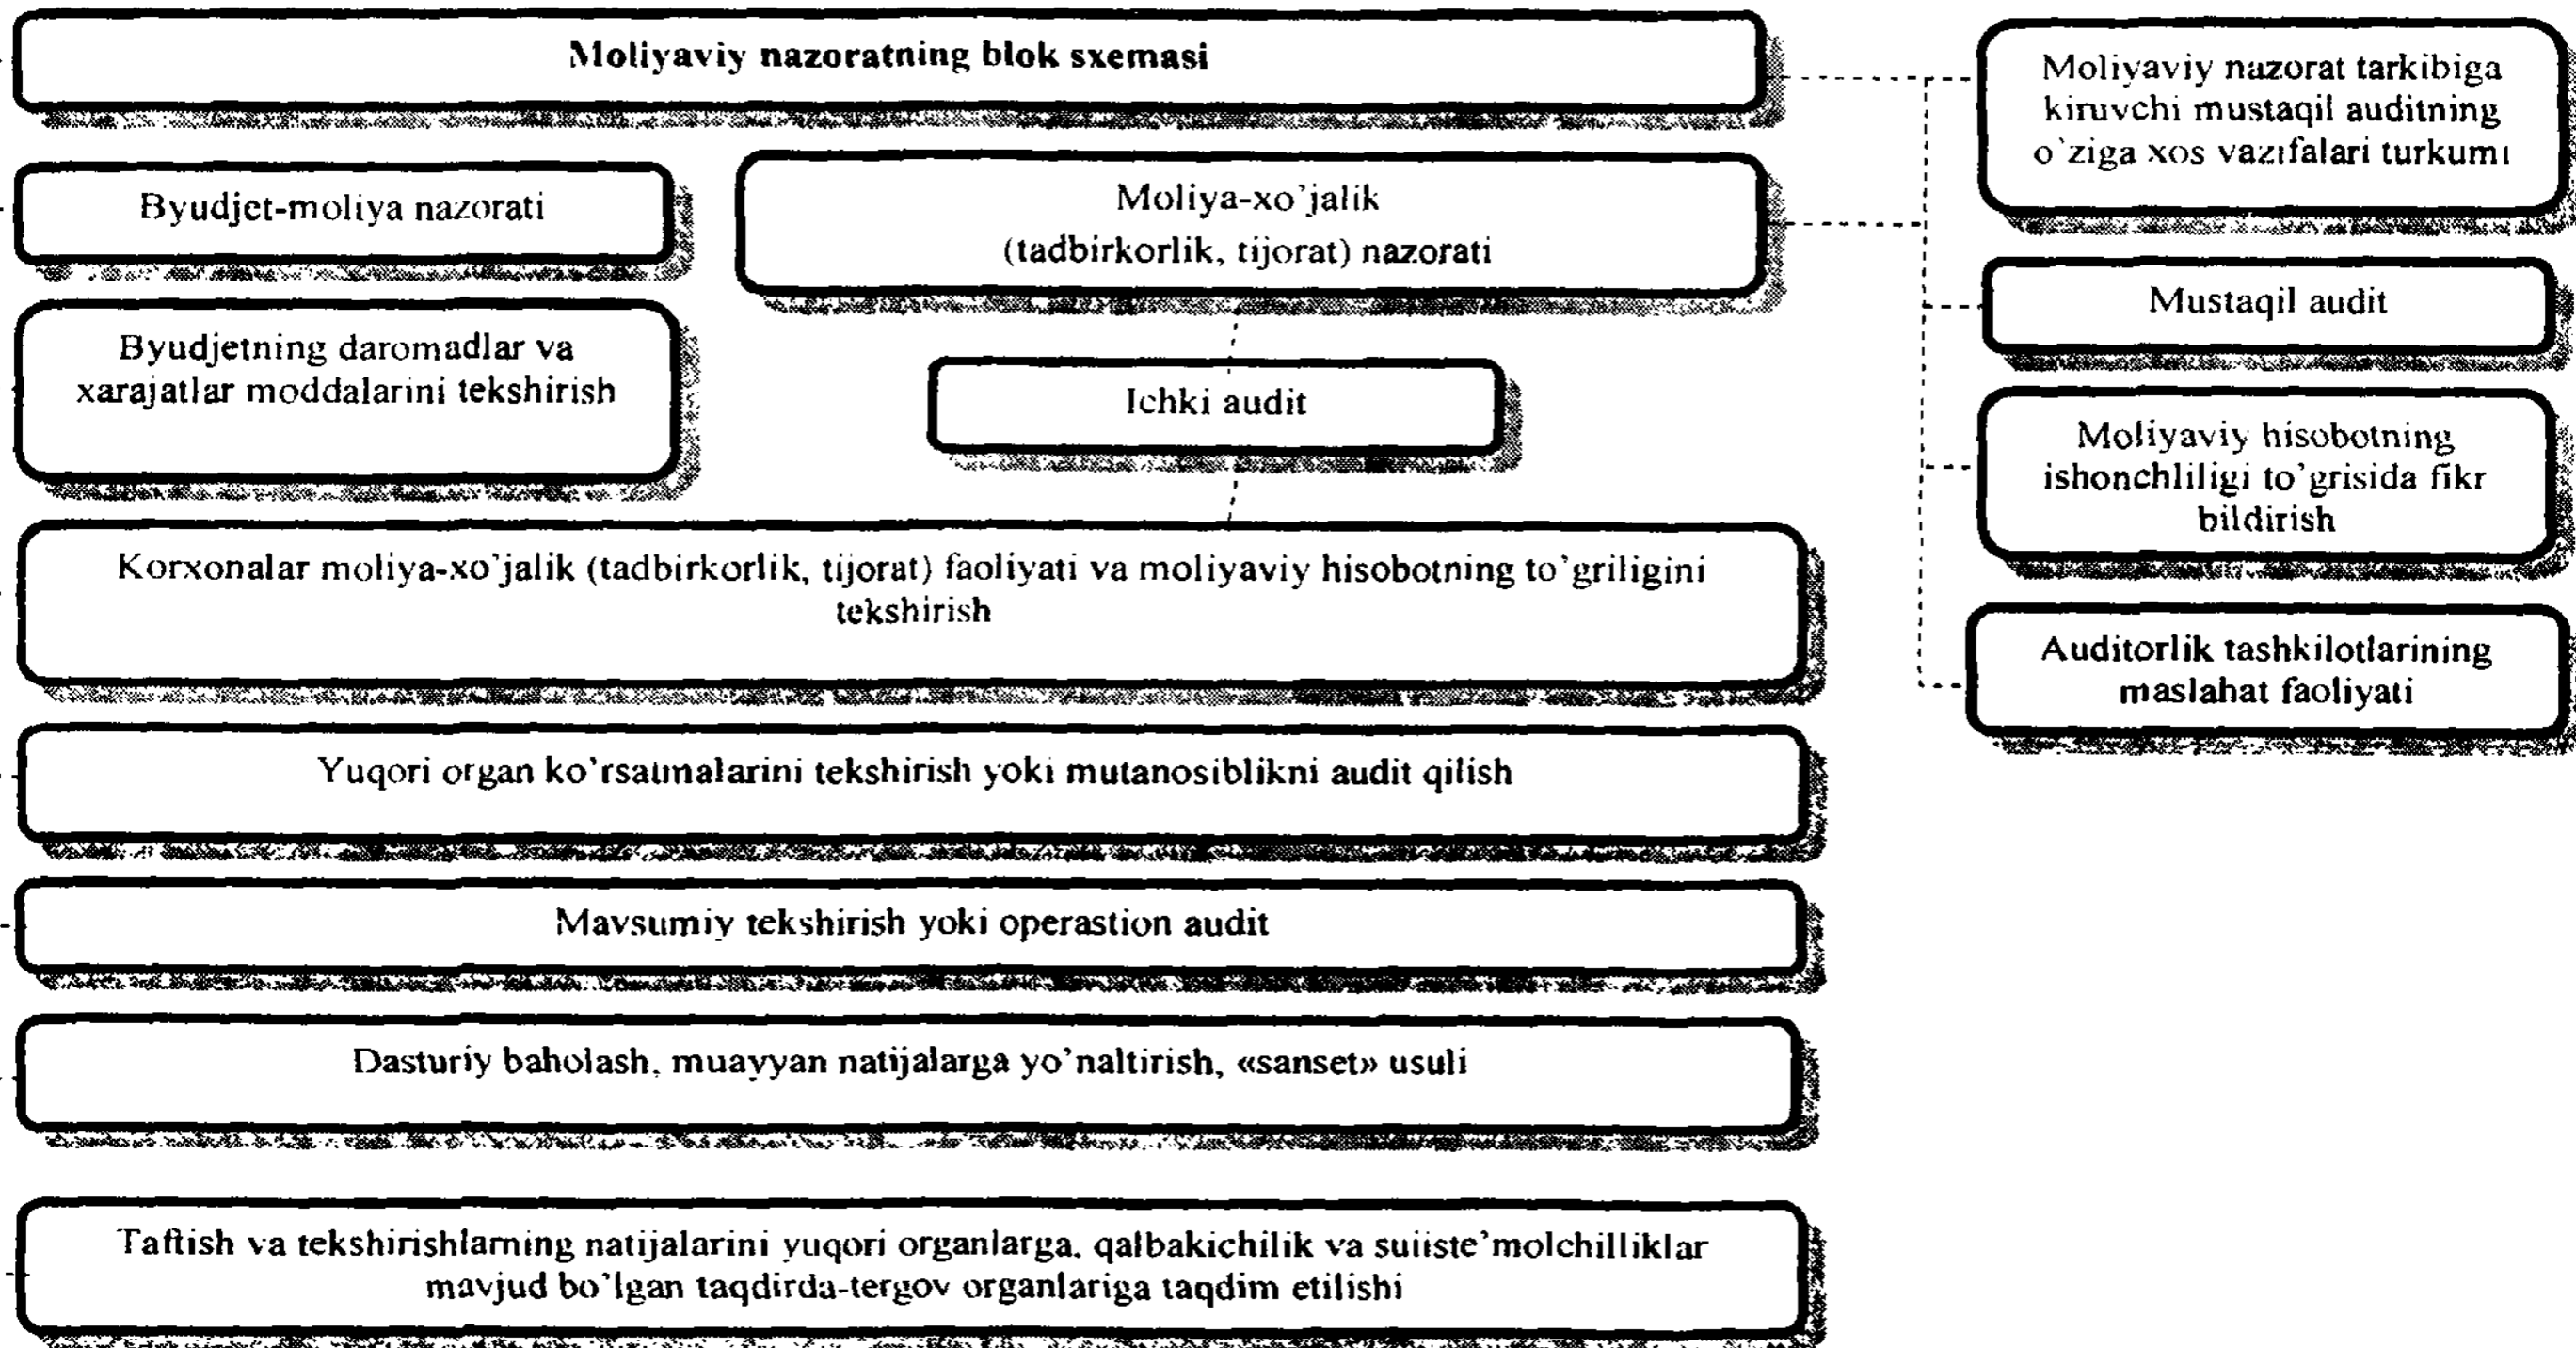 Moliyaviy nazoratning blok sxemasi
Byudjet-moliya nazorati
Moliya-xo'jalik
(tadbirkorlik, tijorat) nazorati
Byudjetning daromadlar va
xarajatlar moddalarini tekshirish
Ichki audit
Korxonalar moliya-xo'jalik (tadbirkorlik, tijorat) faoliyati va moliyaviy hisobotning to'griligini
tekshirish
Yuqori organ ko'rsatmalarini tekshirish yoki mutanosiblikni audit qilish
Mavsumiy tekshirish yoki operastion audit
Dasturiy baholash, muayyan natijalarga yo'naltirish, «sanset» usuli
Taftish va tekshirishlarning natijalarini yuqori organlarga, qalbakichilik va suiiste'molchilliklar
mavjud bo'lgan taqdirda-tergov organlariga taqdim etilishi
Moliyaviy nazorat tarkibiga
kiruvchi mustaqil auditning
o`ziga xos vazifalari turkumi
Mustaqil audit
Moliyaviy hisobotning
ishonchliligi to'grisida fikr
bildirish
Auditorlik tashkilotlarining
maslahat faoliyati